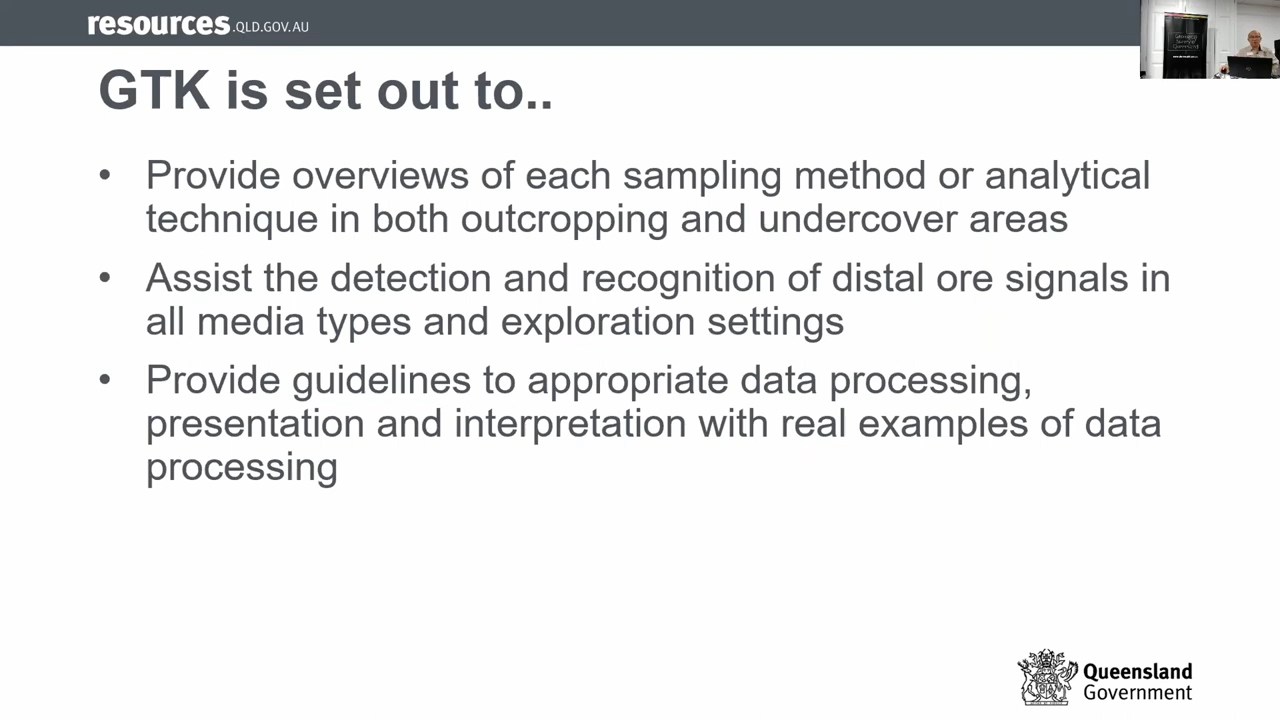 resources.QLD.GOV.AU
GTK is set out to..
• Provide overviews of each sampling method or analytical
technique in both outcropping and undercover areas
• Assist the detection and recognition of distal ore signals in
all media types and exploration settings
• Provide guidelines to appropriate data processing,
presentation and interpretation with real examples of data
processing
Queensland
Government